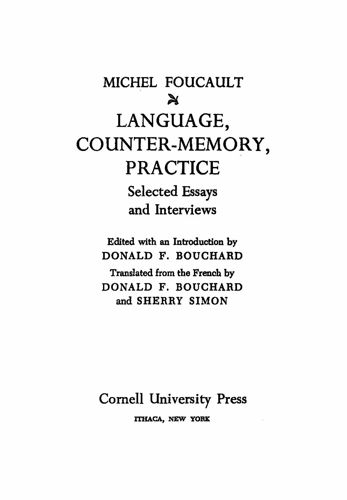 MICHEL FOUCAULT
LANGUAGE,
COUNTER-MEMORY,
PRACTICE
Selected Essays
and Interviews
Edited with an Introduction by
DONALD F. BOUCHARD
Translated from the French by
DONALD F. BOUCHARD
and SHERRY SIMON
Cornell University Press
ITHACA, NEW YORK